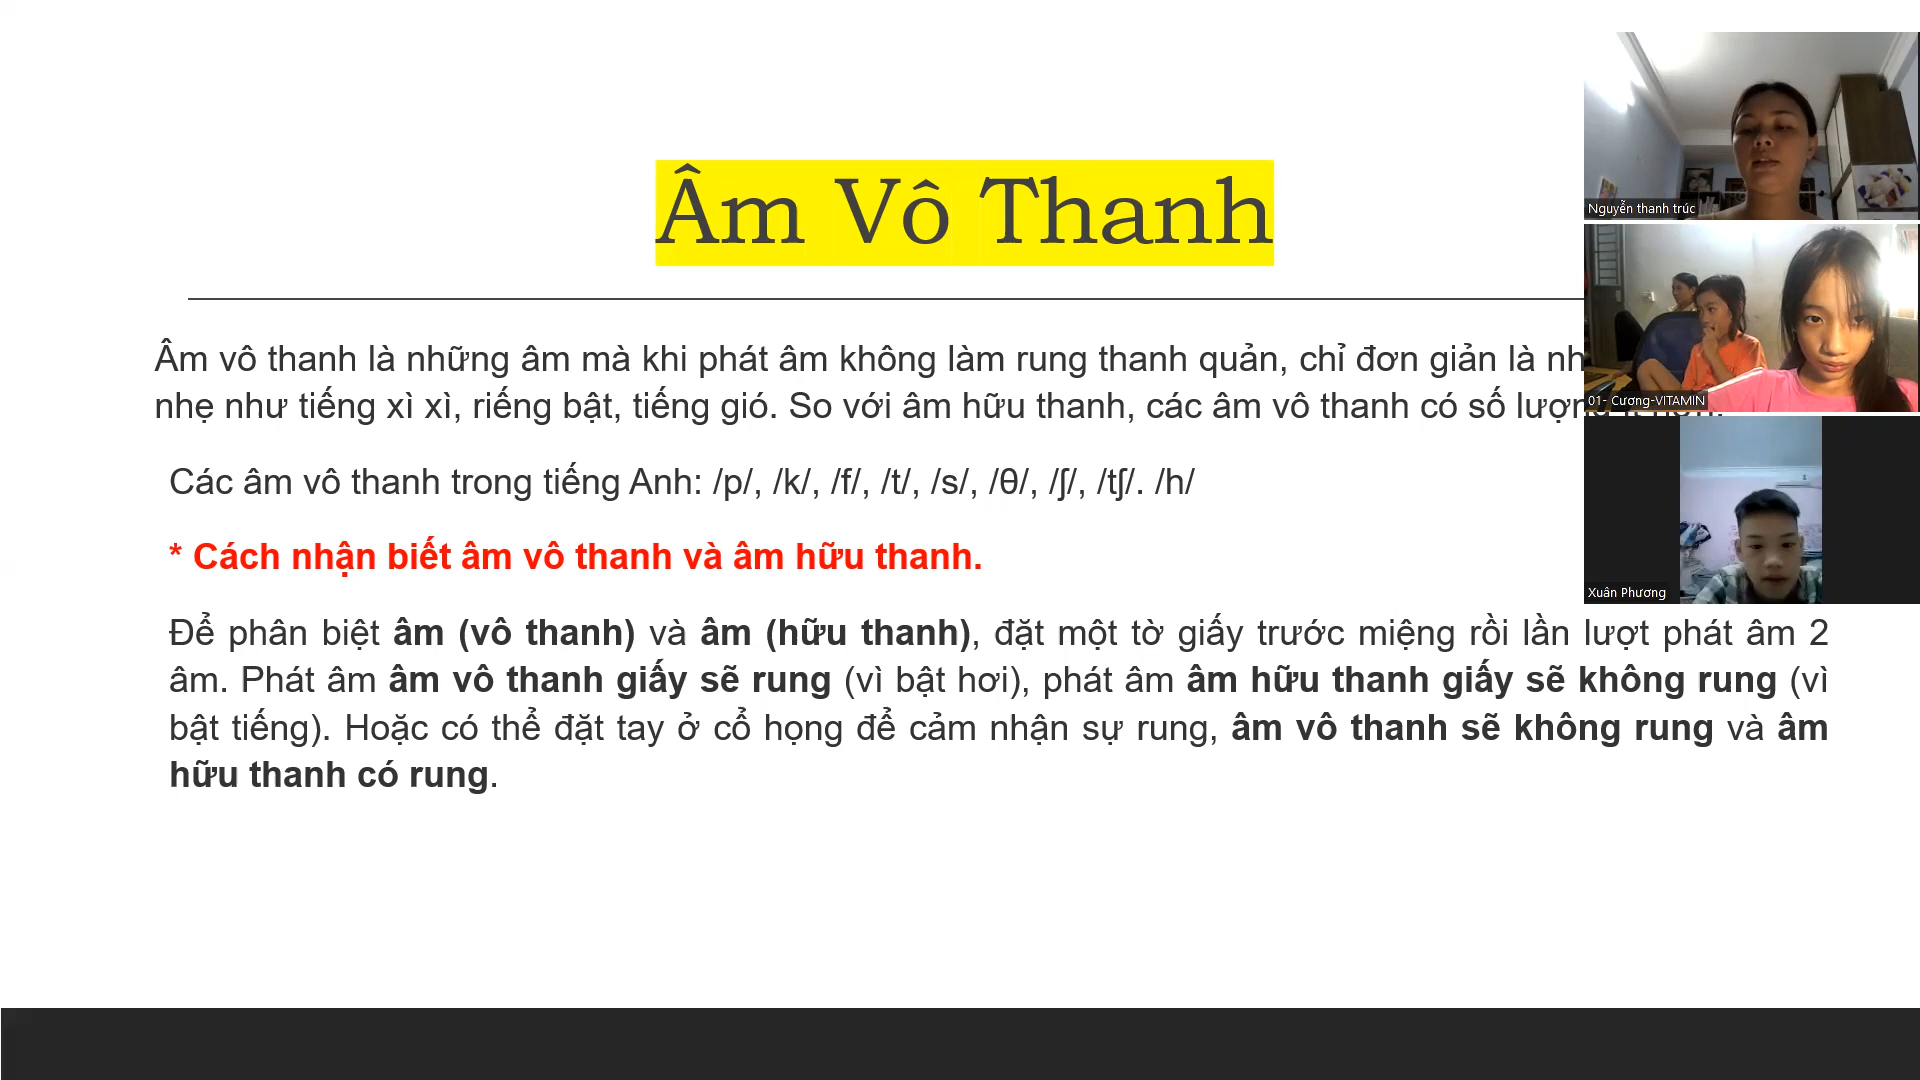 Âm Vô Thanh
Âm vô thanh là những âm mà khi phát âm không làm rung thanh quản, chỉ đơn giản là
nhẹ như tiếng xì xì, riếng bật, tiếng gió. So với âm hữu thanh, các âm vô thanh có số lượng
Các âm vô thanh trong tiếng Anh: /p/, /k/, /f/, /t/, /s/, /θ/, /ʃ/, /tʃ/. /h/
* Cách nhận biết âm vô thanh và âm hữu thanh.
Để phân biệt âm (vô thanh) và âm (hữu thanh), đặt một tờ giấy trước miệng rồi lần lượt phát âm 2
âm. Phát âm âm vô thanh giấy sẽ rung (vì bật hơi), phát âm âm hữu thanh giấy sẽ không rung (vì
bật tiếng). Hoặc có thể đặt tay ở cổ họng để cảm nhận sự rung, âm vô thanh sẽ không rung và âm
hữu thanh có rung.
Nguyễn thanh trúc
01- Cương-VITAMIN
Xuân Phương